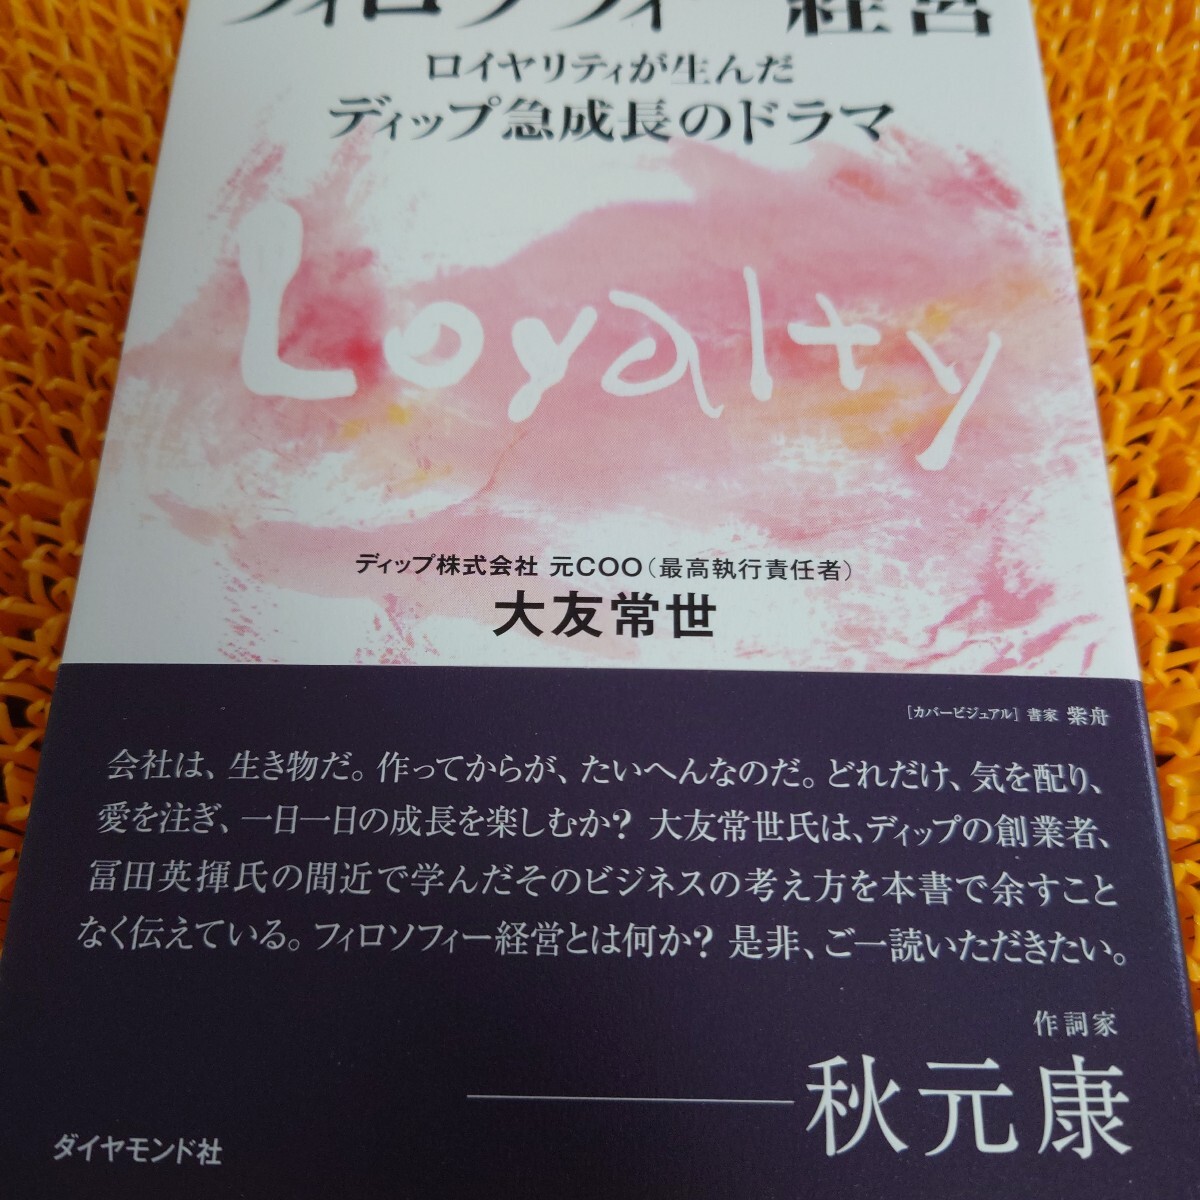 フィロソフィー経営
ロイヤリティが生んだ
ディップ急成長のドラマ
Loyalty
ディップ株式会社 元COO(最高執行責任者)
大友常世
[カバービジュアル] 書家 紫舟
会社は、生き物だ。作ってからが、たいへんなのだ。どれだけ、気を配り、
愛を注ぎ、一日一日の成長を楽しむか? 大友常世氏は、ディップの創業者、
冨田英揮氏の間近で学んだそのビジネスの考え方を本書で余すこと
なく伝えている。フィロソフィー経営とは何か? 是非、ご一読いただきたい。
作詞家
秋元康
ダイヤモンド社